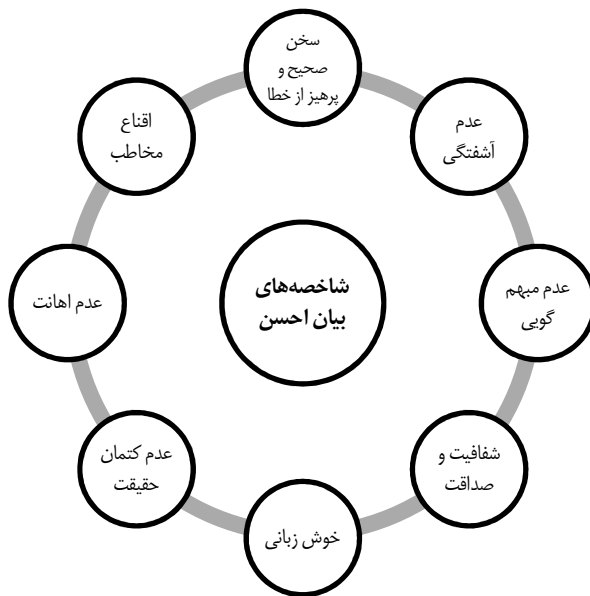 سخن
صحیح و
پرهیز از خطا
عدم
آشفتگی
عدم مبهم
گویی
شفافیت و
صداقت
خوش زبانی
عدم کتمان
حقیقت
عدم اهانت
اقناع
مخاطب
شاخصه‌های
بیان احسن